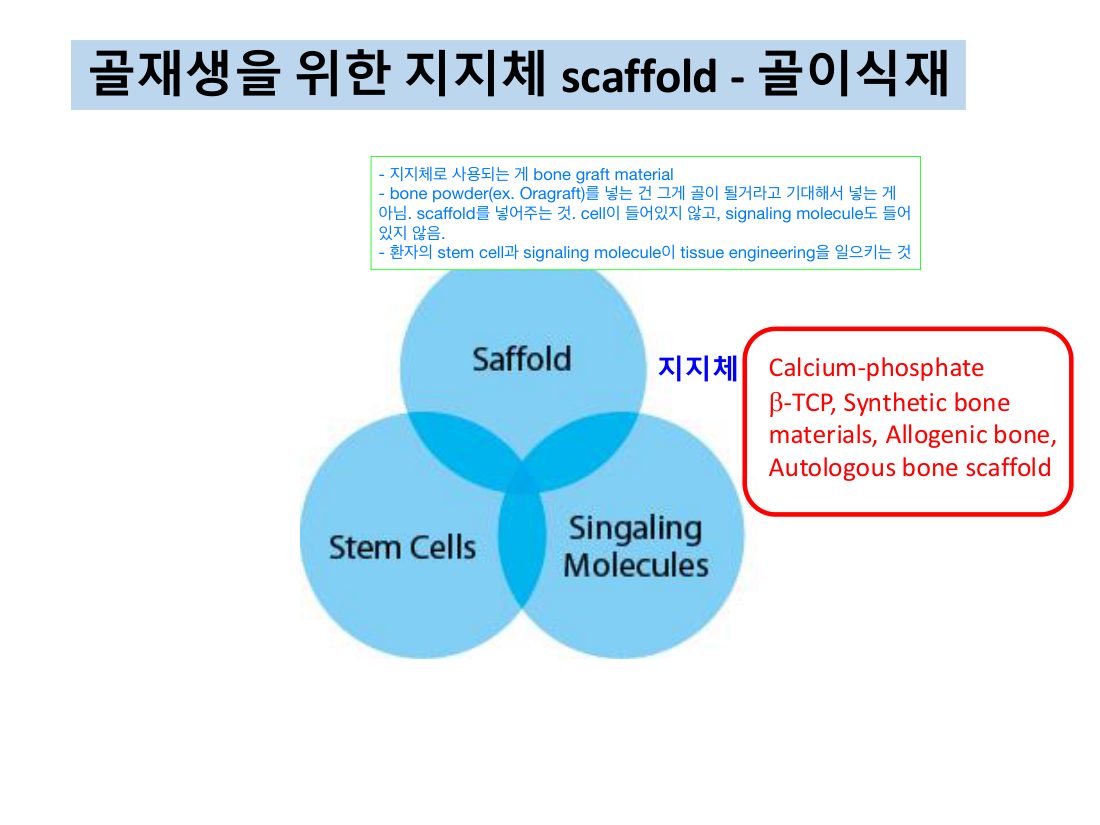 골재생을 위한 지지체 scaffold - 골이식재
- 지지체로 사용되는 게 bone graft material
- bone powder(ex. Oragraft)를 넣는 건 그게 골이 될거라고 기대해서 넣는 게
아님. scaffold를 넣어주는 것. cell이 들어있지 않고, signaling molecule도 들어
있지 않음.
- 환자의 stem cell과 signaling molecule이 tissue engineering을 일으키는 것
Saffold
지지체
Calcium-phosphate
β-TCP, Synthetic bone
materials, Allogenic bone,
Autologous bone scaffold
Stem Cells
Singaling
Molecules